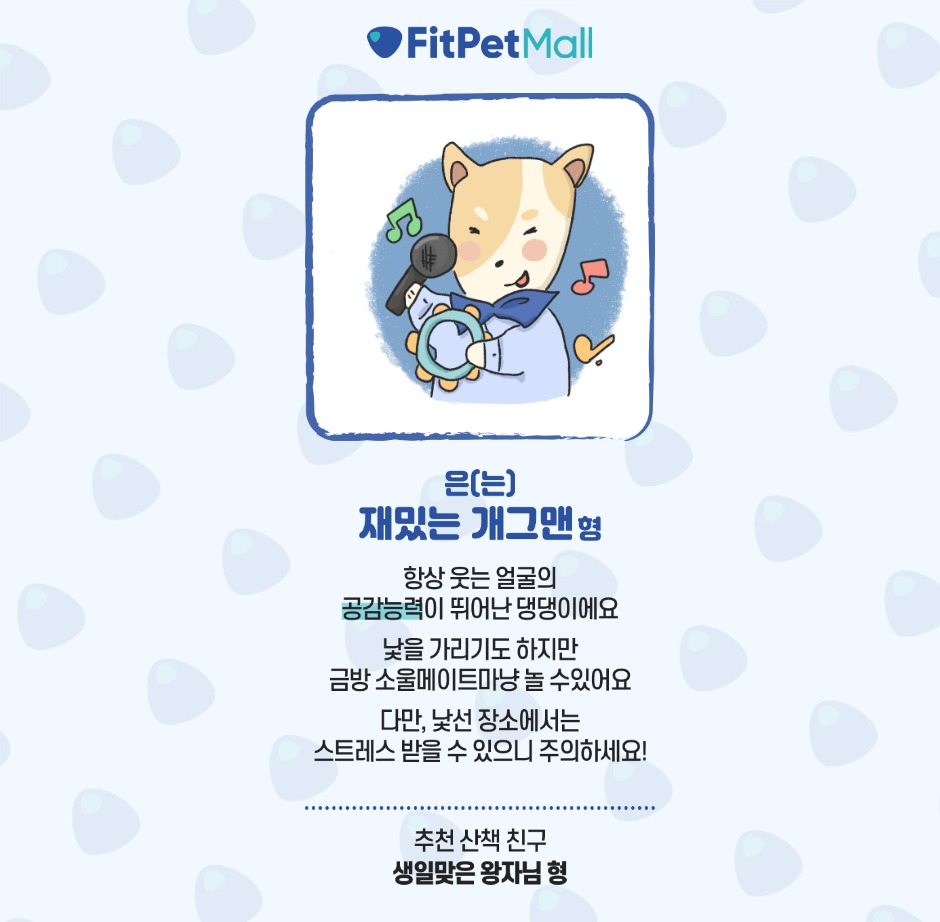 FitPetMall
은(는)
재밌는 개그맨 형
항상 웃는 얼굴의
공감능력이 뛰어난 댕댕이에요
낯을 가리기도 하지만
금방 소울메이트마냥 놀 수있어요
다만, 낯선 장소에서는
스트레스 받을 수 있으니 주의하세요!
추천 산책 친구
생일맞은 왕자님 형